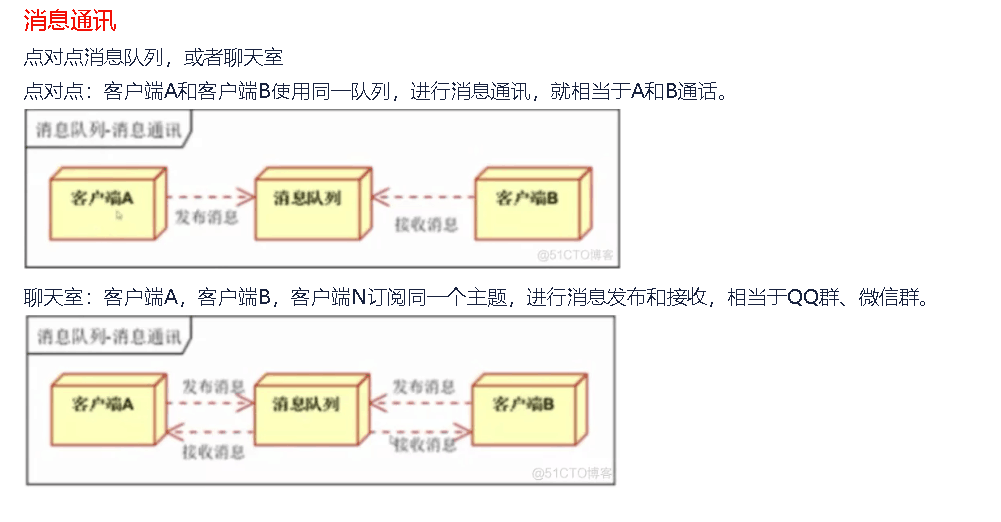 消息通讯
点对点消息队列，或者聊天室
点对点：客户端A和客户端B使用同一队列，进行消息通讯，就相当于A和B通话。
消息队列-消息通讯
客户端A
消息队列
客户端B
发布消息
接收消息
@51CTO博客
聊天室：客户端A，客户端B，客户端N订阅同一个主题，进行消息发布和接收，相当于QQ群、微信群。
消息队列-消息通讯
发布消息
发布消息
客户端A
消息队列
客户端B
接收消息
接收消息
@51CTO博客